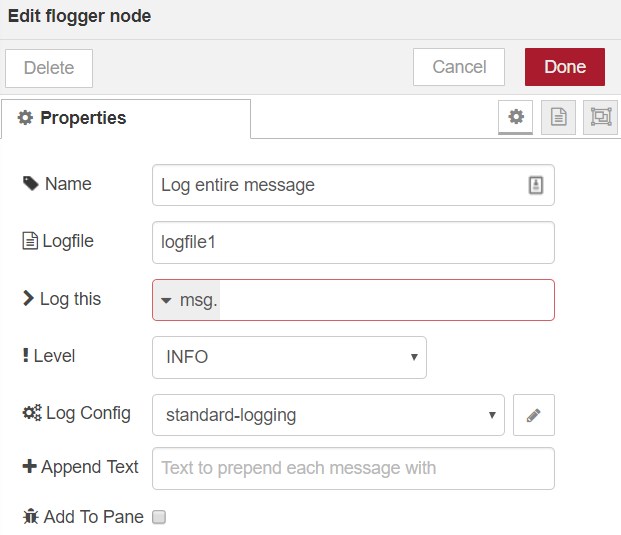 Edit flogger node
Delete
Cancel
Done
Properties
Name
Log entire message
Logfile
logfile1
Log this
msg.
Level
INFO
Log Config
standard-logging
Append Text
Text to prepend each message with
Add To Pane